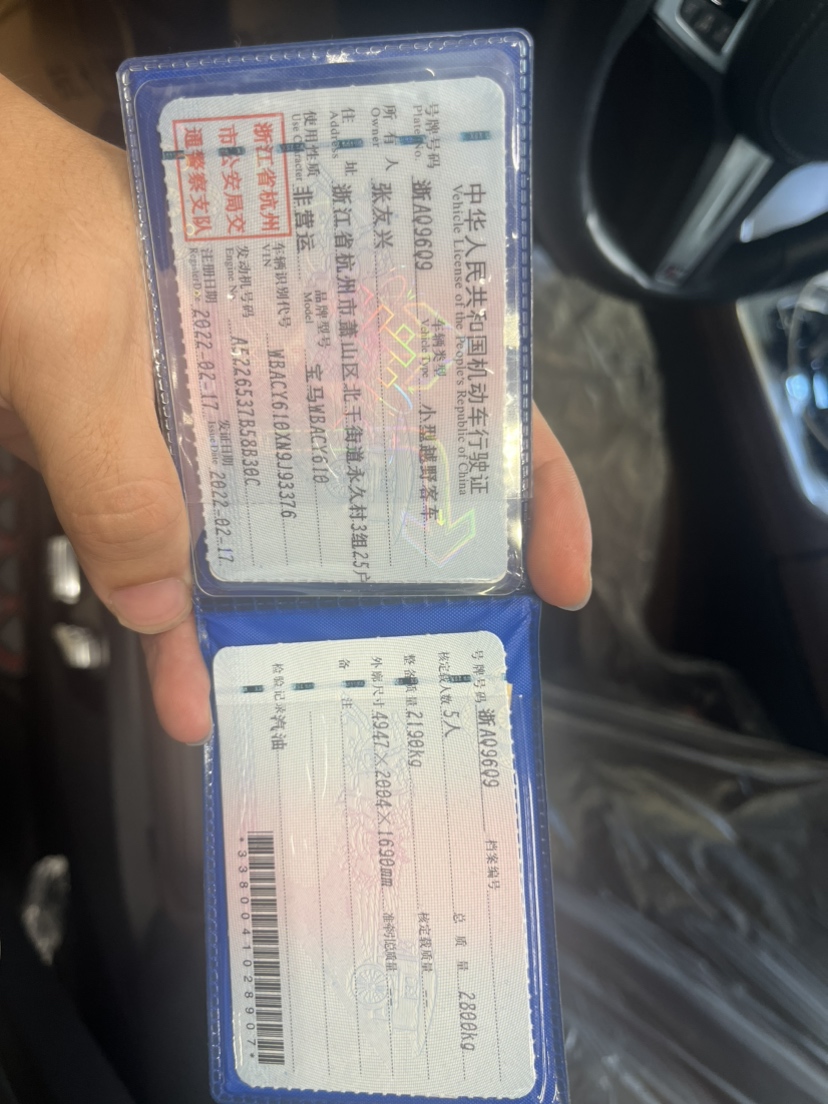 中华人民共和国机动车行驶证
Vehicle License of the People's Republic of China
号牌号码 浙AQ96Q9 车辆类型 小型越野客车
Plate No. Vehicle Type
所有人 张友兴
Owner
住址 浙江省杭州市萧山区北干街道永久村3组25户
Address
使用性质 非营运 品牌型号 宝马WBACY610
Use Character Model
浙江省杭州
市公安局交
通警察支队
车辆识别代号 WBACY610XN9J93376
VIN
发动机号码 A5226537B58B30C
Engine No.
注册日期 2022-02-17 发证日期 2022-02-17
Register Date Issue Date
号牌号码 浙AQ96Q9 档案编号
核定载人数 5人 总质量 2800kg
整备质量 2190kg 核定载质量 --
外廓尺寸 4947×2004×1690mm 准牵引总质量 --
备注
检验记录 汽油
*3380041028907*